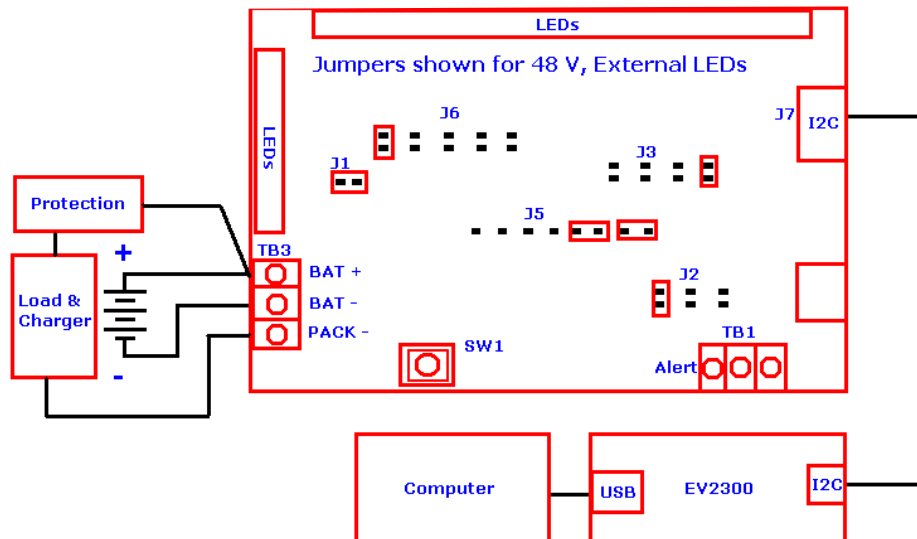 LEDs
Jumpers shown for 48 V, External LEDs
LEDs
J6
J7
I2C
J1
J3
Protection
J5
TB3
+
BAT +
Load &
Charger
BAT -
J2
PACK -
TB1
SW1
Alert
-
Computer
USB
EV2300
I2C